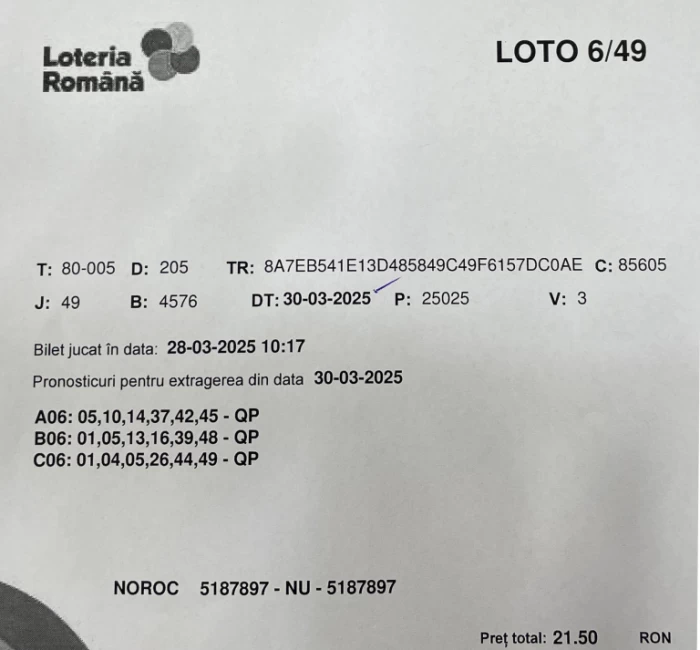 Loteria
Română
LOTO 6/49
T: 80-005 D: 205 TR: 8A7EB541E13D485849C49F6157DC0AE C: 85605
J: 49 B: 4576 DT: 30-03-2025 P: 25025 V: 3
Bilet jucat în data: 28-03-2025 10:17
Pronosticuri pentru extragerea din data 30-03-2025
A06: 05,10,14,37,42,45 - QP
B06: 01,05,13,16,39,48 - QP
C06: 01,04,05,26,44,49 - QP
NOROC 5187897 - NU - 5187897
Preț total: 21.50 RON